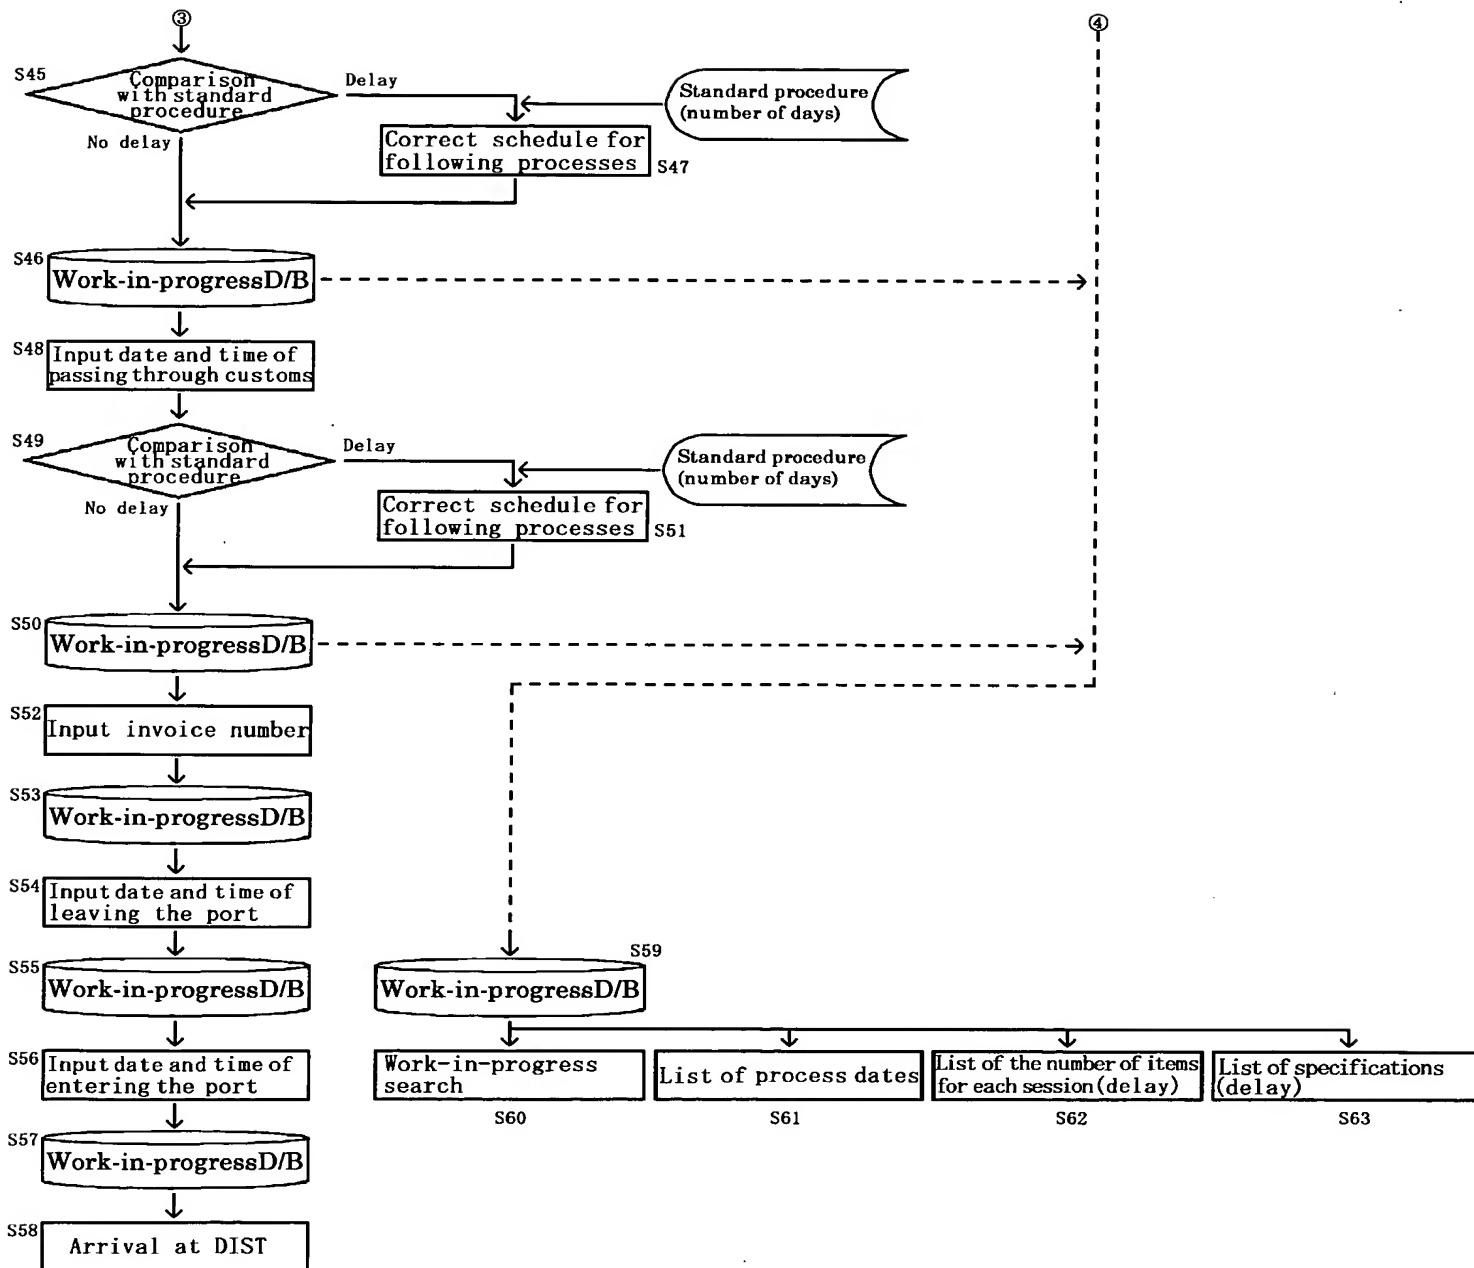 ③
④
S45
Comparison
with standard
procedure
Delay
No delay
Standard procedure
(number of days)
Correct schedule for
following processes
S47
S46
Work-in-progressD/B
S48
Input date and time of
passing through customs
S49
Comparison
with standard
procedure
Delay
No delay
Standard procedure
(number of days)
Correct schedule for
following processes
S51
S50
Work-in-progressD/B
S52
Input invoice number
S53
Work-in-progressD/B
S54
Input date and time of
leaving the port
S55
Work-in-progressD/B
S59
Work-in-progressD/B
S56
Input date and time of
entering the port
Work-in-progress
search
S60
List of process dates
S61
List of the number of items
for each session(delay)
S62
List of specifications
(delay)
S63
S57
Work-in-progressD/B
S58
Arrival at DIST